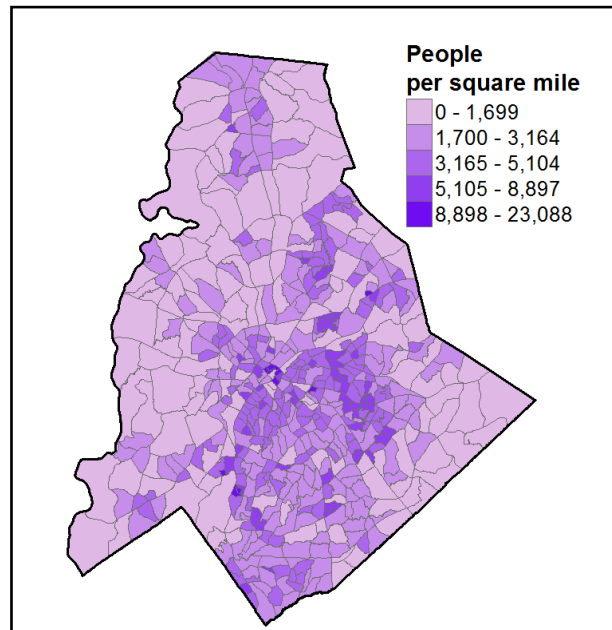 People
per square mile
0 - 1,699
1,700 - 3,164
3,165 - 5,104
5,105 - 8,897
8,898 - 23,088